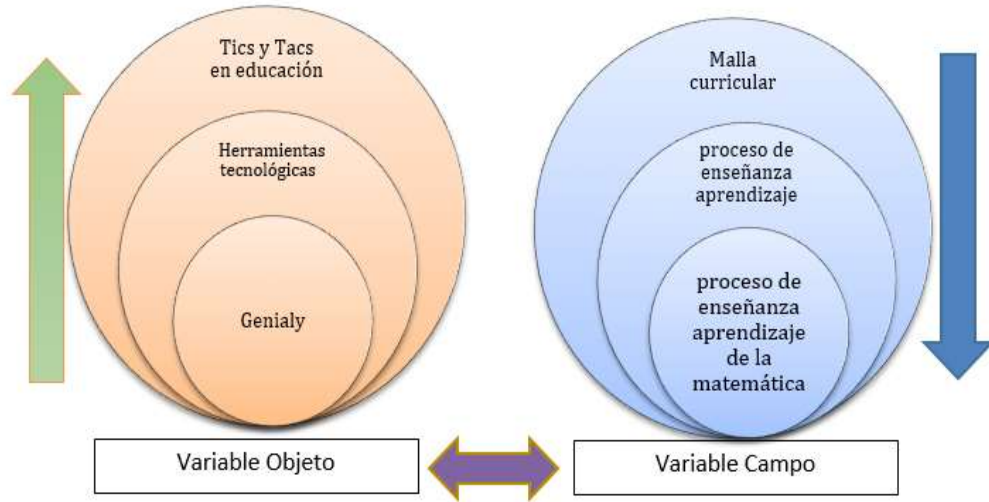 Tics y Tacs
en educación
Herramientas
tecnológicas
Genialy
Variable Objeto
Malla
curricular
proceso de
enseñanza
aprendizaje
proceso de
enseñanza
aprendizaje
de la
matemática
Variable Campo